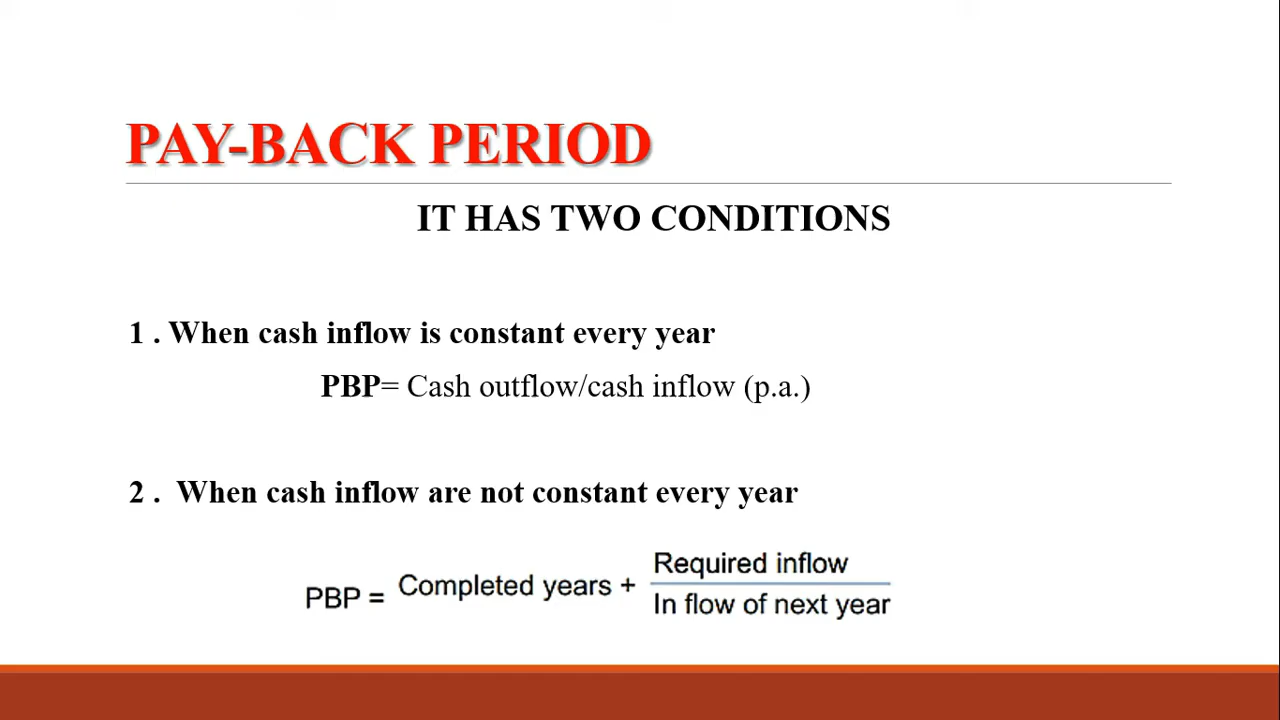 PAY-BACK PERIOD
IT HAS TWO CONDITIONS
1 . When cash inflow is constant every year
PBP= Cash outflow/cash inflow (p.a.)
2 .  When cash inflow are not constant every year
PBP = Completed years + Required inflow
In flow of next year